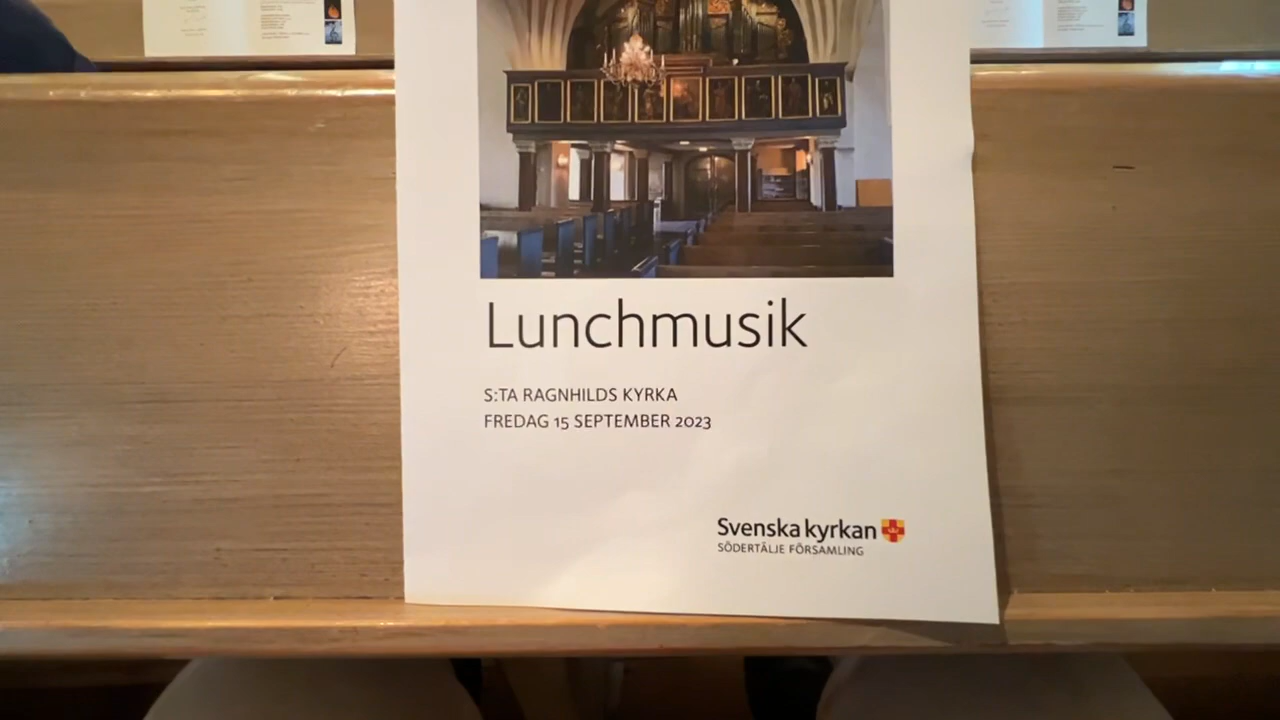 Lunchmusik
S:TA RAGNHILDS KYRKA
FREDAG 15 SEPTEMBER 2023
Svenska kyrkan
SÖDERTÄLJE FÖRSAMLING